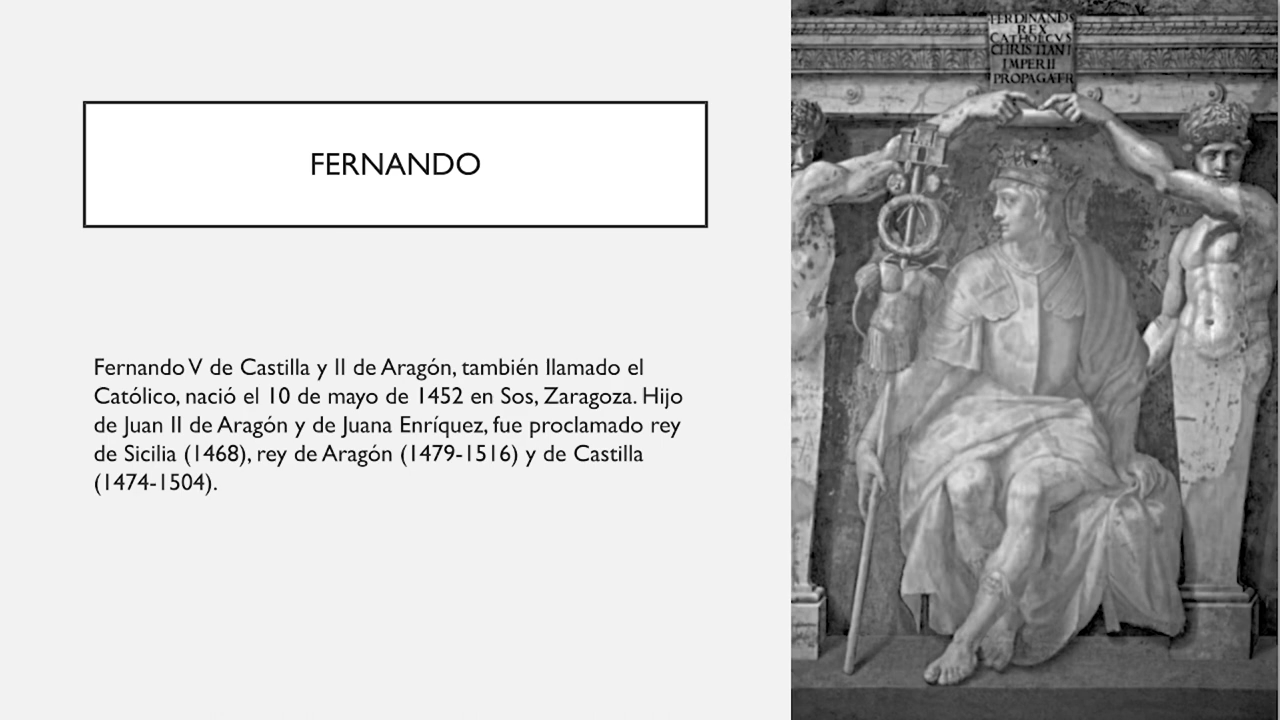 FERNANDO
Fernando V de Castilla y II de Aragón, también llamado el
Católico, nació el 10 de mayo de 1452 en Sos, Zaragoza. Hijo
de Juan II de Aragón y de Juana Enríquez, fue proclamado rey
de Sicilia (1468), rey de Aragón (1479-1516) y de Castilla
(1474-1504).
REX
CHRISTIANI
IMPERII